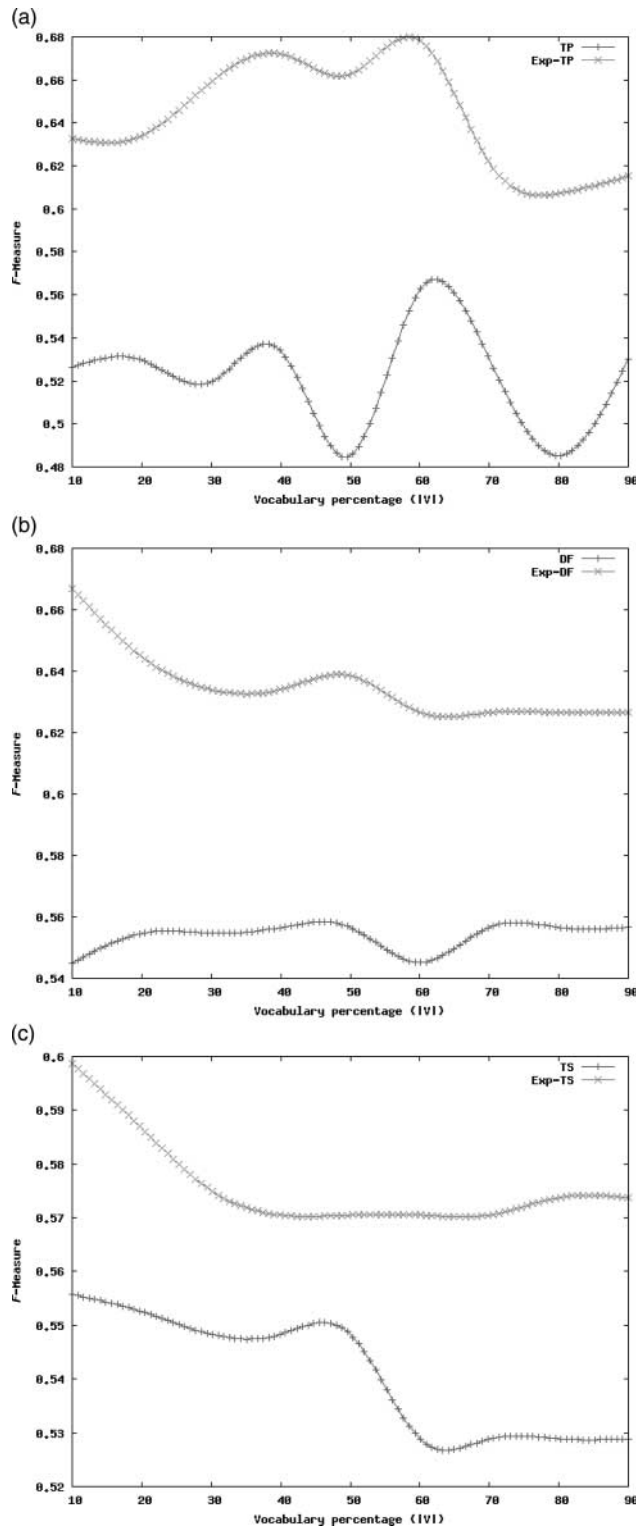 (a)
0.68
TP
Exp-TP
0.66
0.64
0.62
0.6
0.58
0.56
0.54
0.52
0.5
0.48
F-Measure
10 20 30 40 50 60 70 80 90
Vocabulary percentage (|V|)
(b)
0.68
DF
Exp-DF
0.66
0.64
0.62
0.6
0.58
0.56
0.54
F-Measure
10 20 30 40 50 60 70 80 90
Vocabulary percentage (|V|)
(c)
0.6
TS
Exp-TS
0.59
0.58
0.57
0.56
0.55
0.54
0.53
0.52
F-Measure
10 20 30 40 50 60 70 80 90
Vocabulary percentage (|V|)